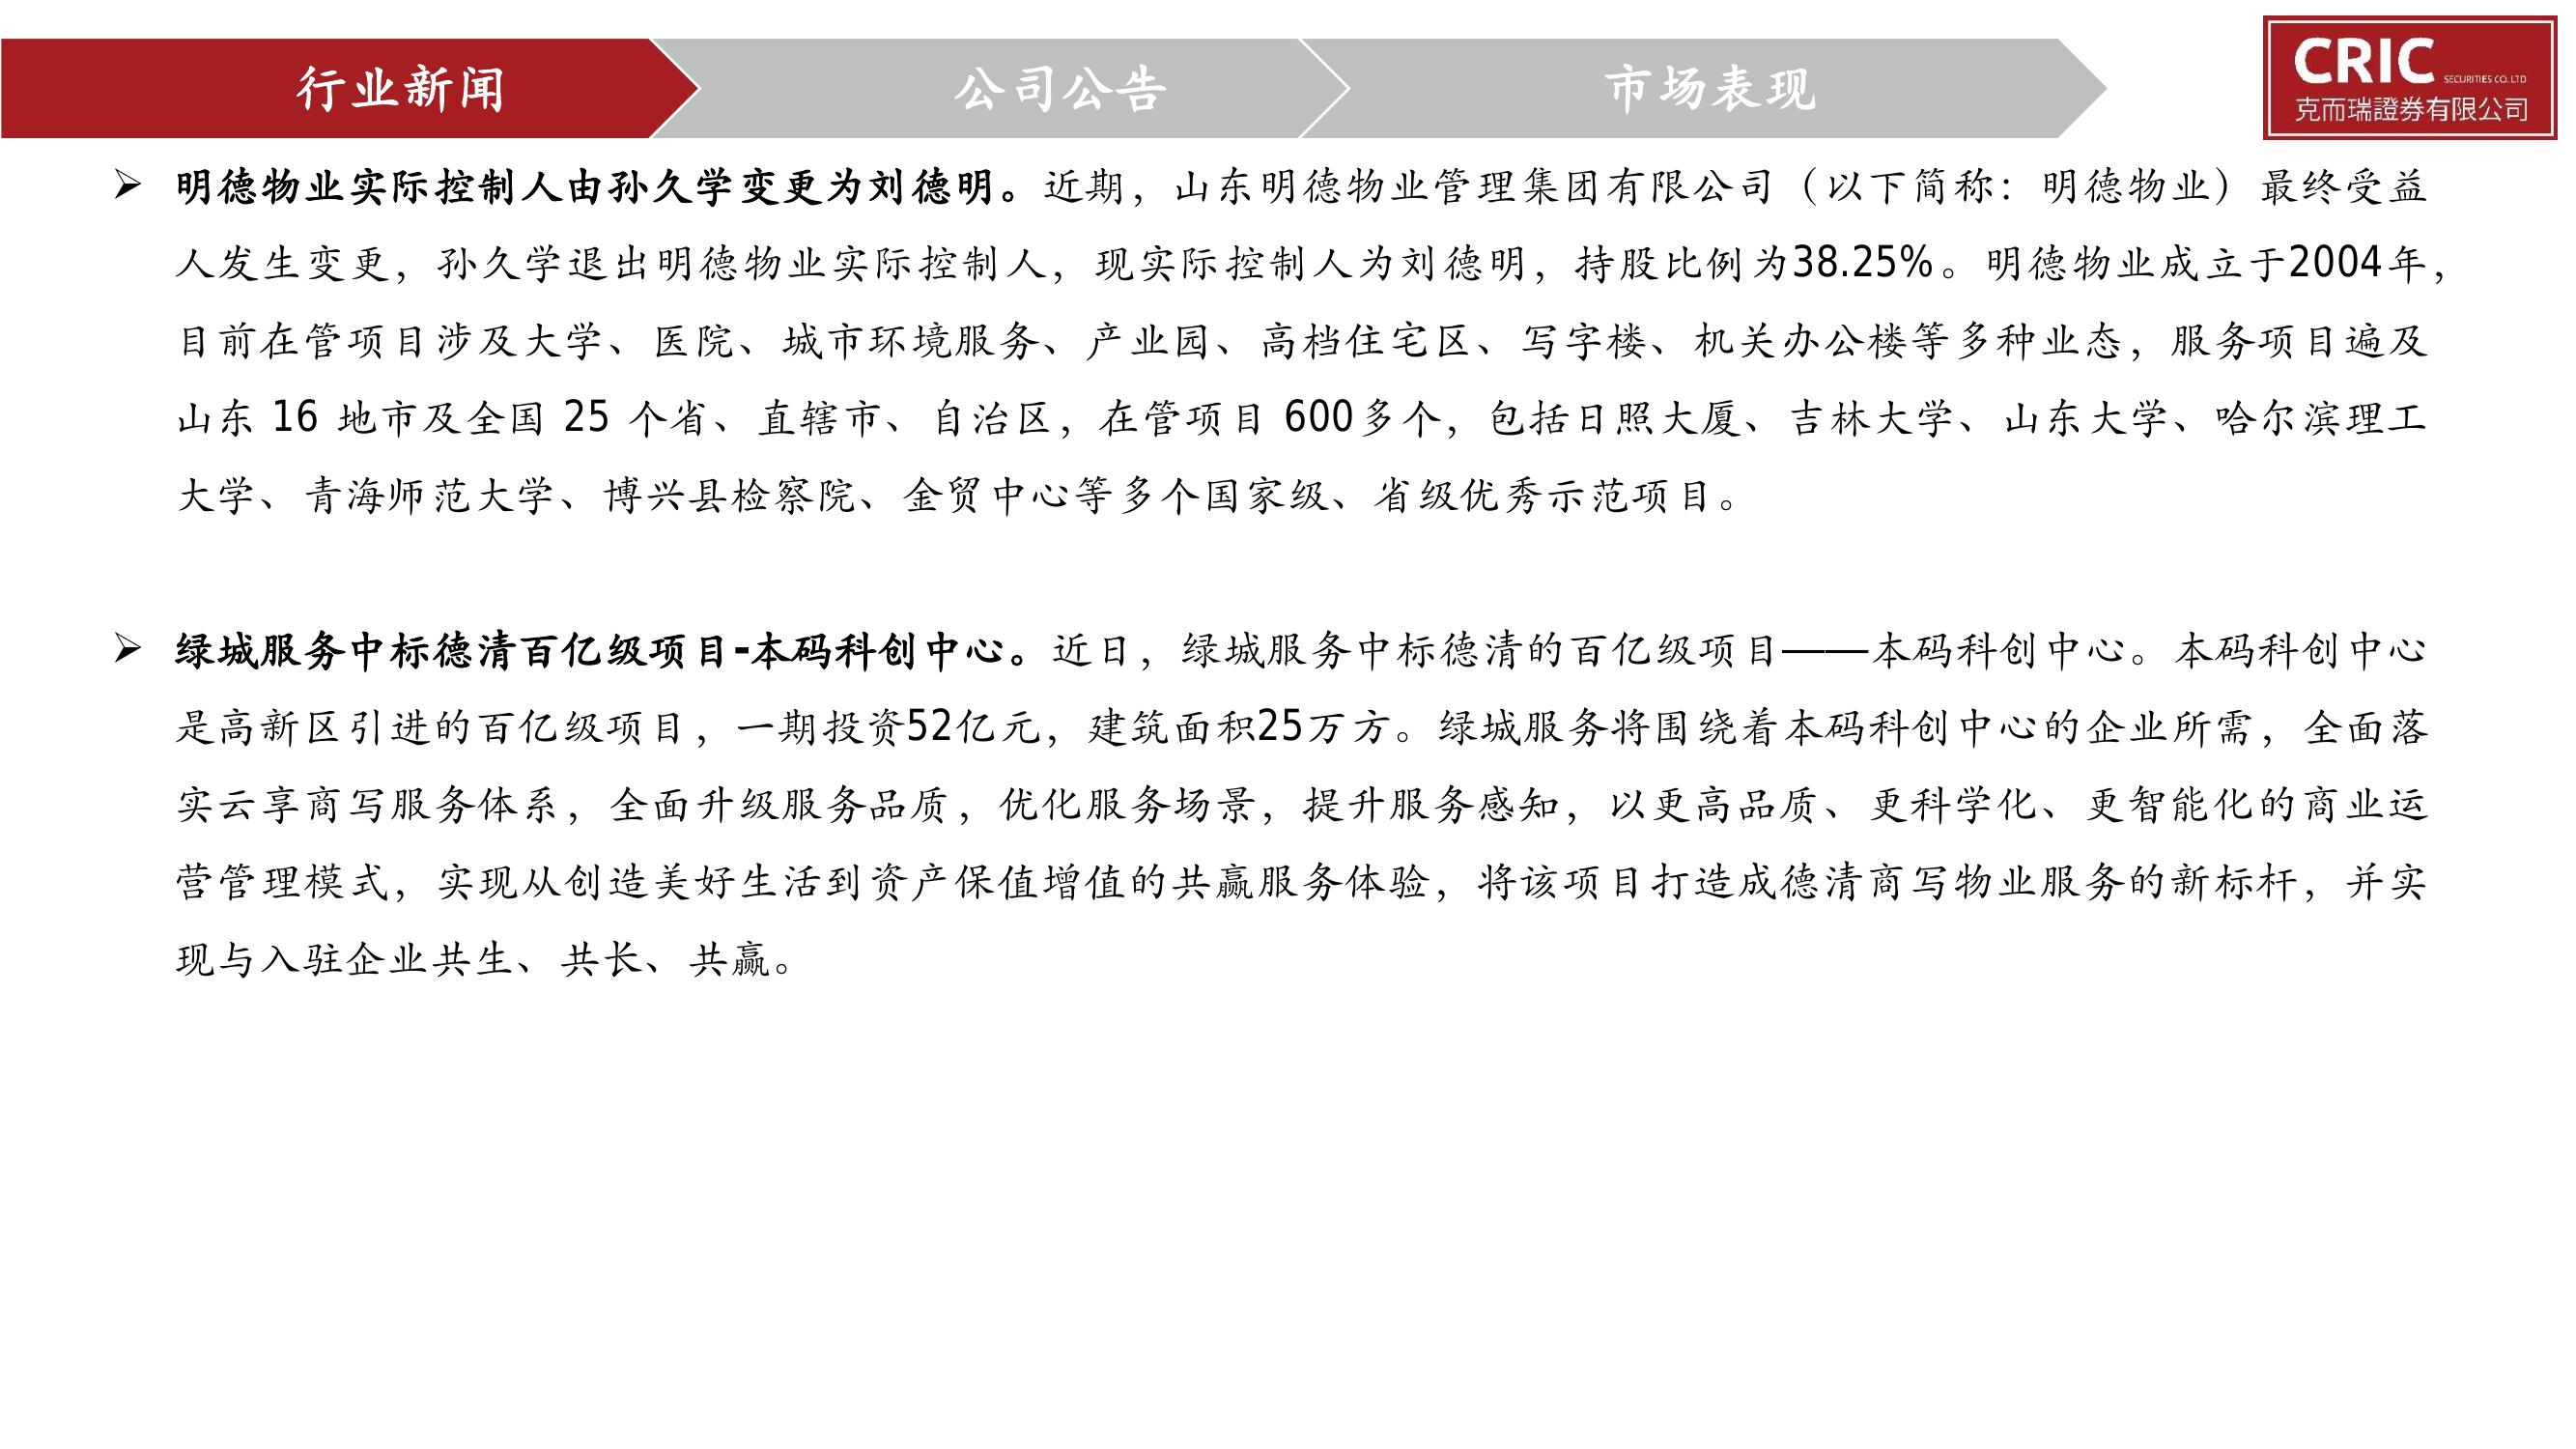 行业新闻
公司公告
市场表现
CRIC SECURITIES CO. LTD
克而瑞證券有限公司
➢ 明德物业实际控制人由孙久学变更为刘德明。近期，山东明德物业管理集团有限公司（以下简称：明德物业）最终受益
人发生变更，孙久学退出明德物业实际控制人，现实际控制人为刘德明，持股比例为38.25%。明德物业成立于2004年，
目前在管项目涉及大学、医院、城市环境服务、产业园、高档住宅区、写字楼、机关办公楼等多种业态，服务项目遍及
山东 16 地市及全国 25 个省、直辖市、自治区，在管项目 600多个，包括日照大厦、吉林大学、山东大学、哈尔滨理工
大学、青海师范大学、博兴县检察院、金贸中心等多个国家级、省级优秀示范项目。
➢ 绿城服务中标德清百亿级项目-本码科创中心。近日，绿城服务中标德清的百亿级项目——本码科创中心。本码科创中心
是高新区引进的百亿级项目，一期投资52亿元，建筑面积25万方。绿城服务将围绕着本码科创中心的企业所需，全面落
实云享商写服务体系，全面升级服务品质，优化服务场景，提升服务感知，以更高品质、更科学化、更智能化的商业运
营管理模式，实现从创造美好生活到资产保值增值的共赢服务体验，将该项目打造成德清商写物业服务的新标杆，并实
现与入驻企业共生、共长、共赢。